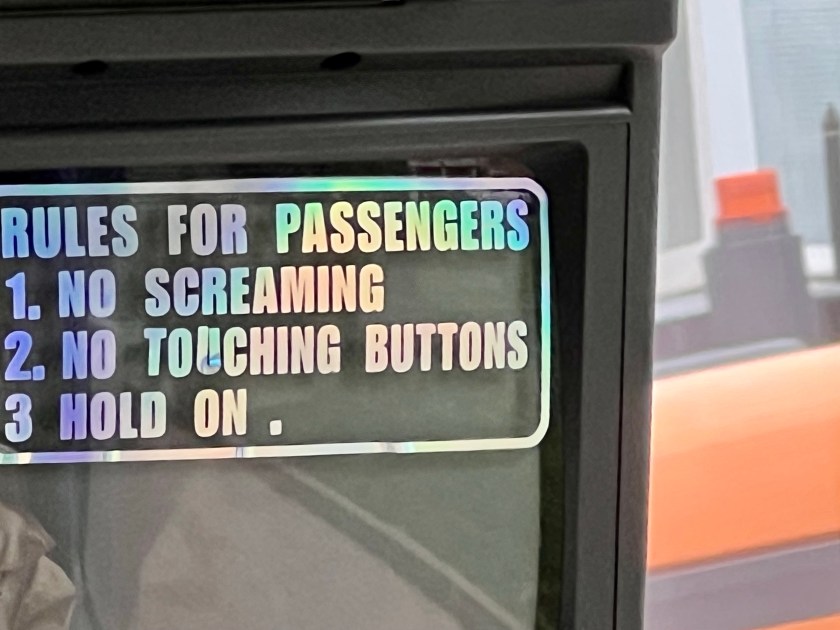 RULES FOR PASSENGERS
1. NO SCREAMING
2. NO TOUCHING BUTTONS
3 HOLD ON .